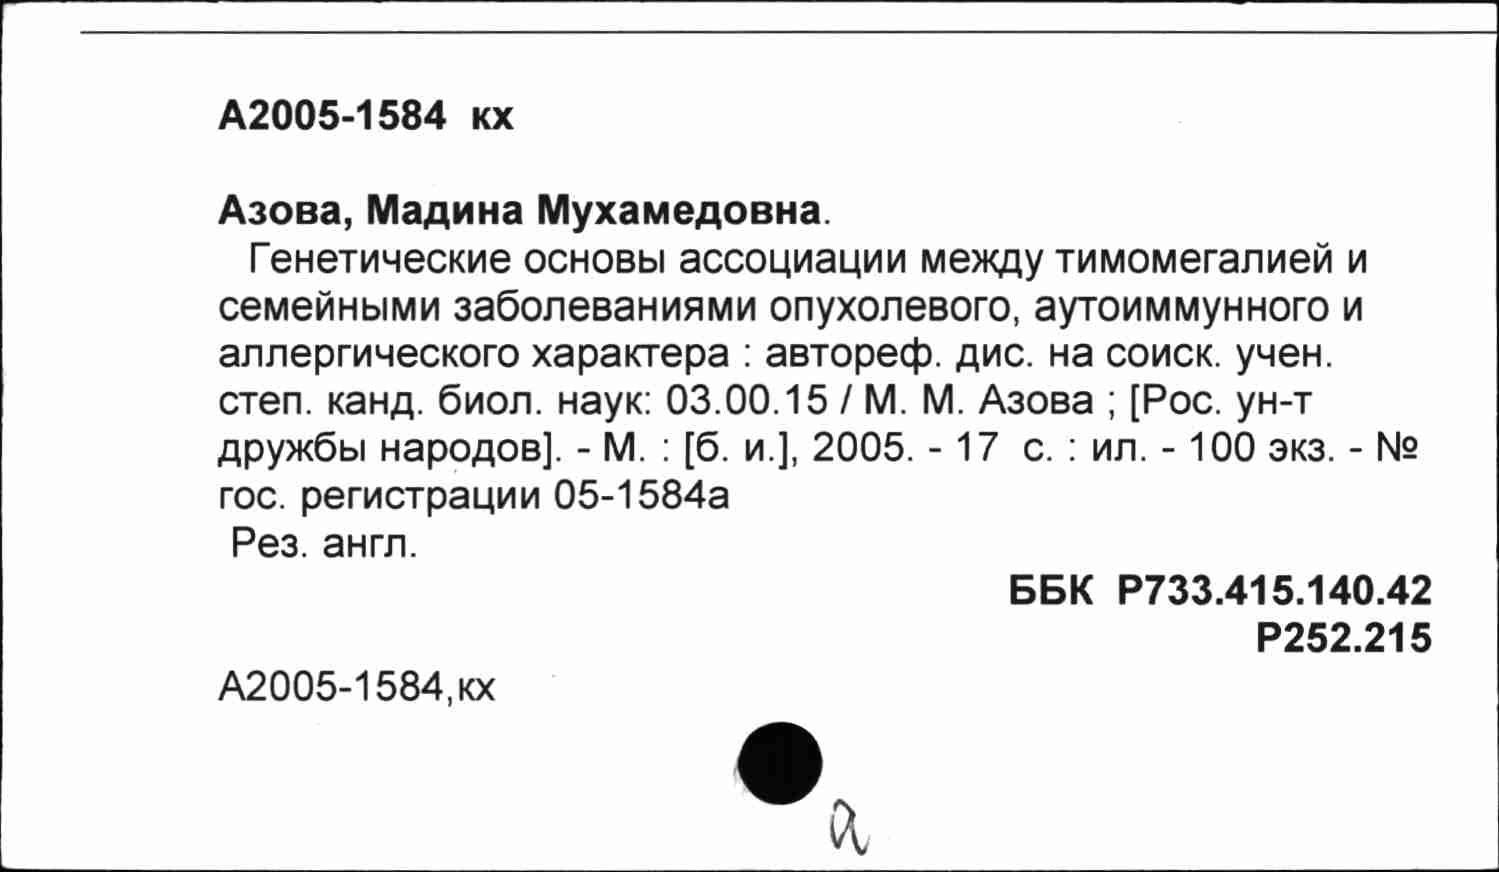 А2005-1584 кх
Азова, Мадина Мухамедовна.
Генетические основы ассоциации между тимомегалией и
семейными заболеваниями опухолевого, аутоиммунного и
аллергического характера : автореф. дис. на соиск. учен.
степ. канд. биол. наук: 03.00.15 / М. М. Азова ; [Рос. ун-т
дружбы народов]. - М. : [б. и.], 2005. - 17 с. : ил. - 100 экз. - №
гос. регистрации 05-1584а
Рез. англ.
ББК Р733.415.140.42
Р252.215
А2005-1584,кх
а